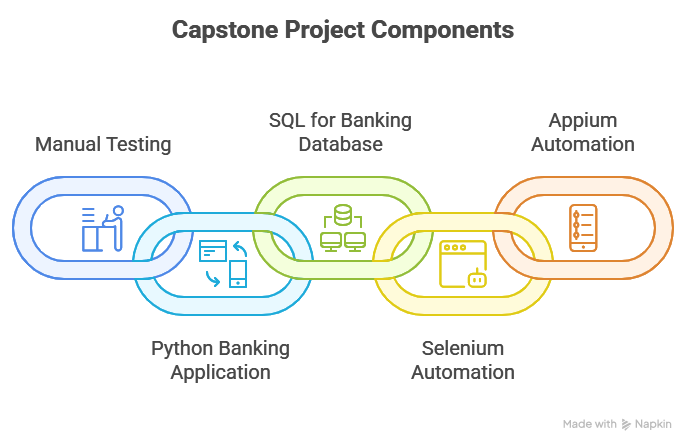 Capstone Project Components
Manual Testing
SQL for Banking
Database
Appium
Automation
Python Banking
Application
Selenium
Automation
Made with Napkin